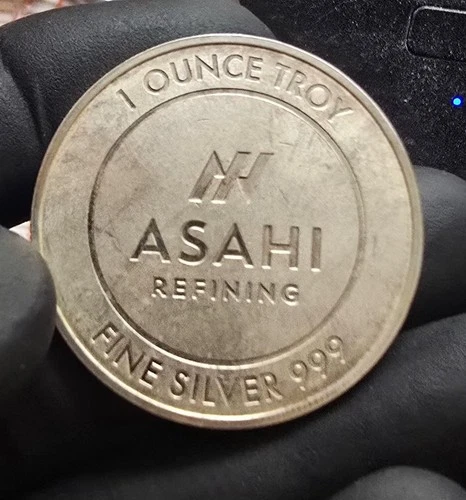 1 OUNCE TROY
ASAHI
REFINING
FINE SILVER 999